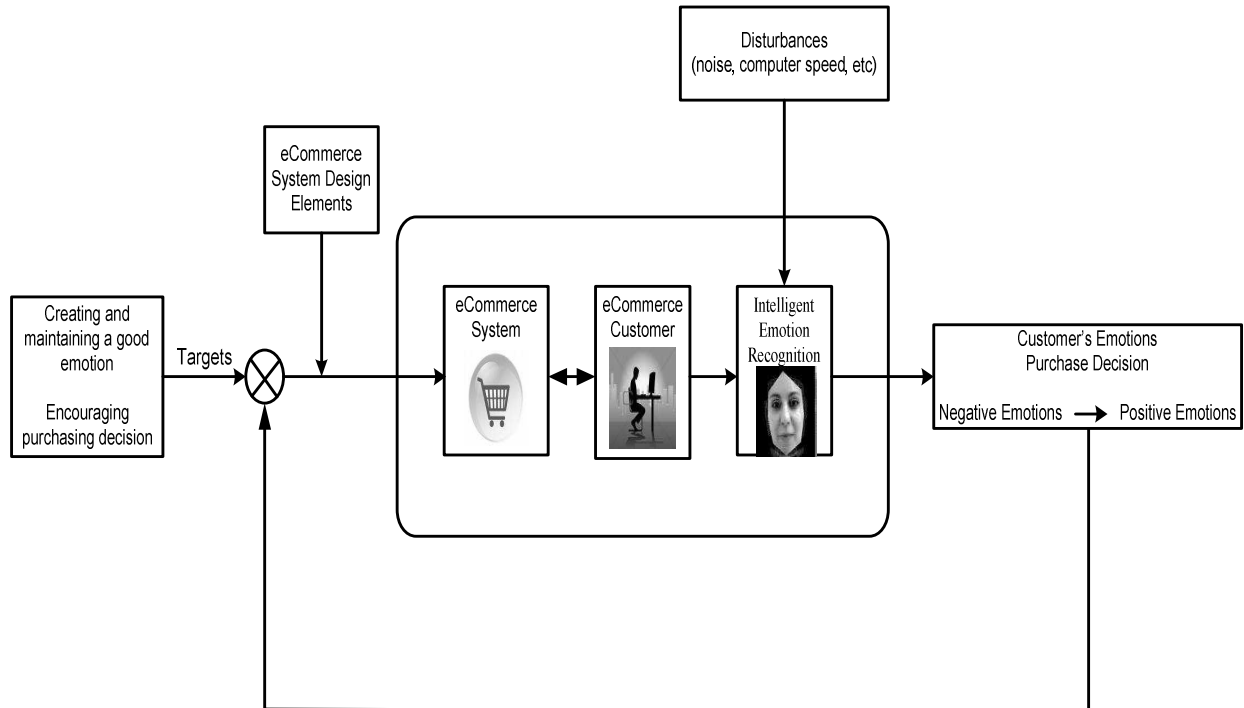 Disturbances
(noise, computer speed, etc)
eCommerce
System Design
Elements
Creating and
maintaining a good
emotion
Encouraging
purchasing decision
Targets
eCommerce
System
eCommerce
Customer
Intelligent
Emotion
Recognition
Customer's Emotions
Purchase Decision
Negative Emotions
Positive Emotions